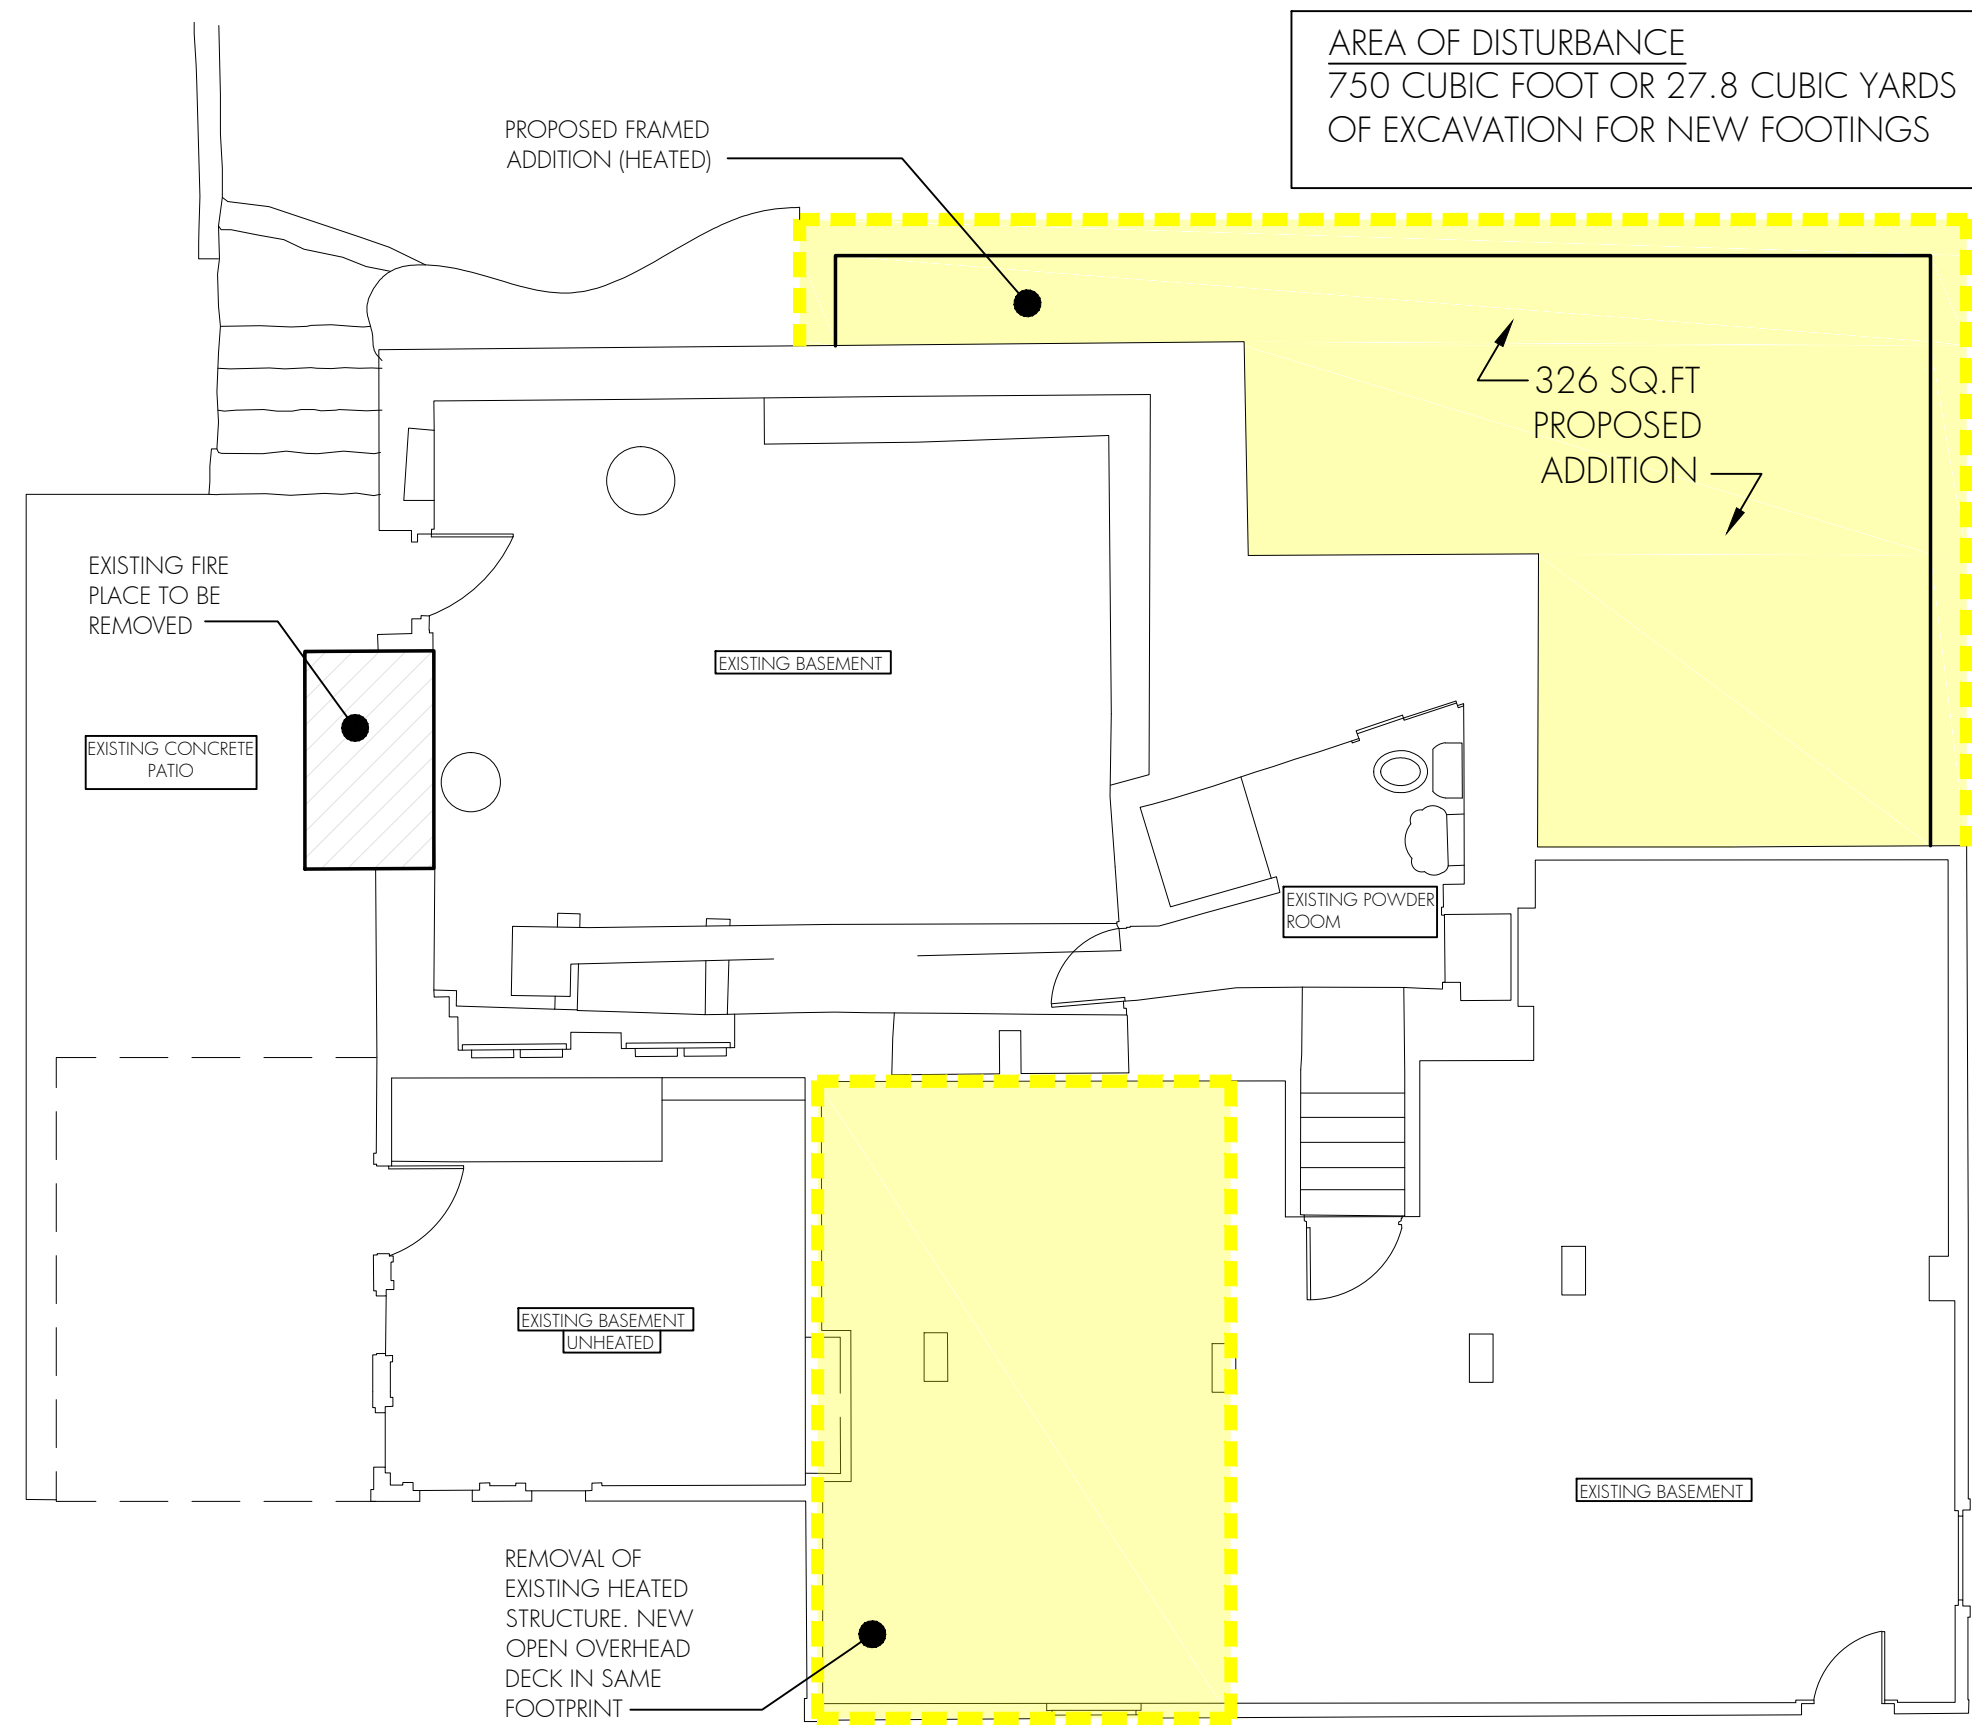 AREA OF DISTURBANCE
750 CUBIC FOOT OR 27.8 CUBIC YARDS
OF EXCAVATION FOR NEW FOOTINGS
PROPOSED FRAMED
ADDITION (HEATED)
326 SQ.FT
PROPOSED
ADDITION
EXISTING FIRE
PLACE TO BE
REMOVED
EXISTING BASEMENT
EXISTING CONCRETE
PATIO
EXISTING POWDER
ROOM
EXISTING BASEMENT
UNHEATED
EXISTING BASEMENT
REMOVAL OF
EXISTING HEATED
STRUCTURE. NEW
OPEN OVERHEAD
DECK IN SAME
FOOTPRINT